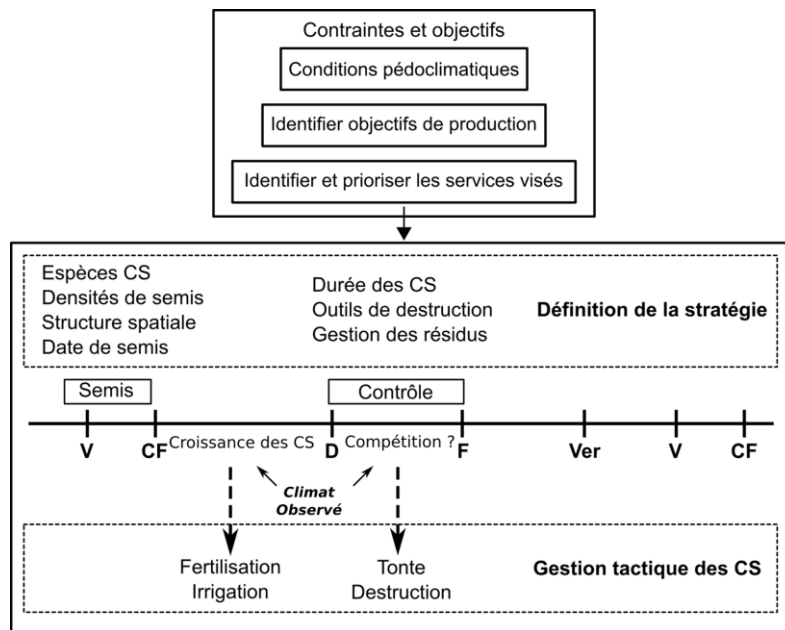 Contraintes et objectifs
Conditions pédoclimatiques
Identifier objectifs de production
Identifier et prioriser les services visés
Espèces CS
Densités de semis
Structure spatiale
Date de semis
Durée des CS
Outils de destruction
Gestion des résidus
Définition de la stratégie
Semis
Contrôle
V
CF
Croissance des CS
D
Compétition ?
F
Ver
V
CF
Climat
Observé
Fertilisation
Irrigation
Tonte
Destruction
Gestion tactique des CS